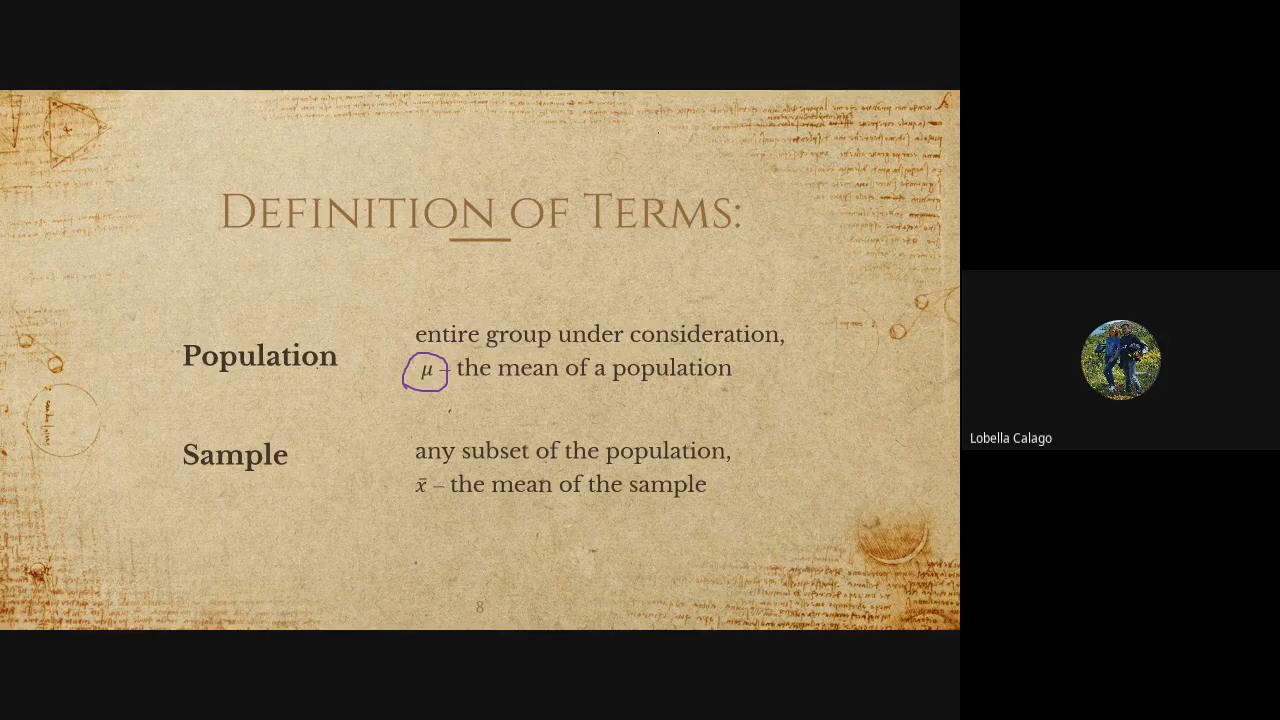 Definition of Terms:
Population
entire group under consideration,
μ – the mean of a population
Sample
any subset of the population,
x̄ – the mean of the sample
8
Lobella Calago